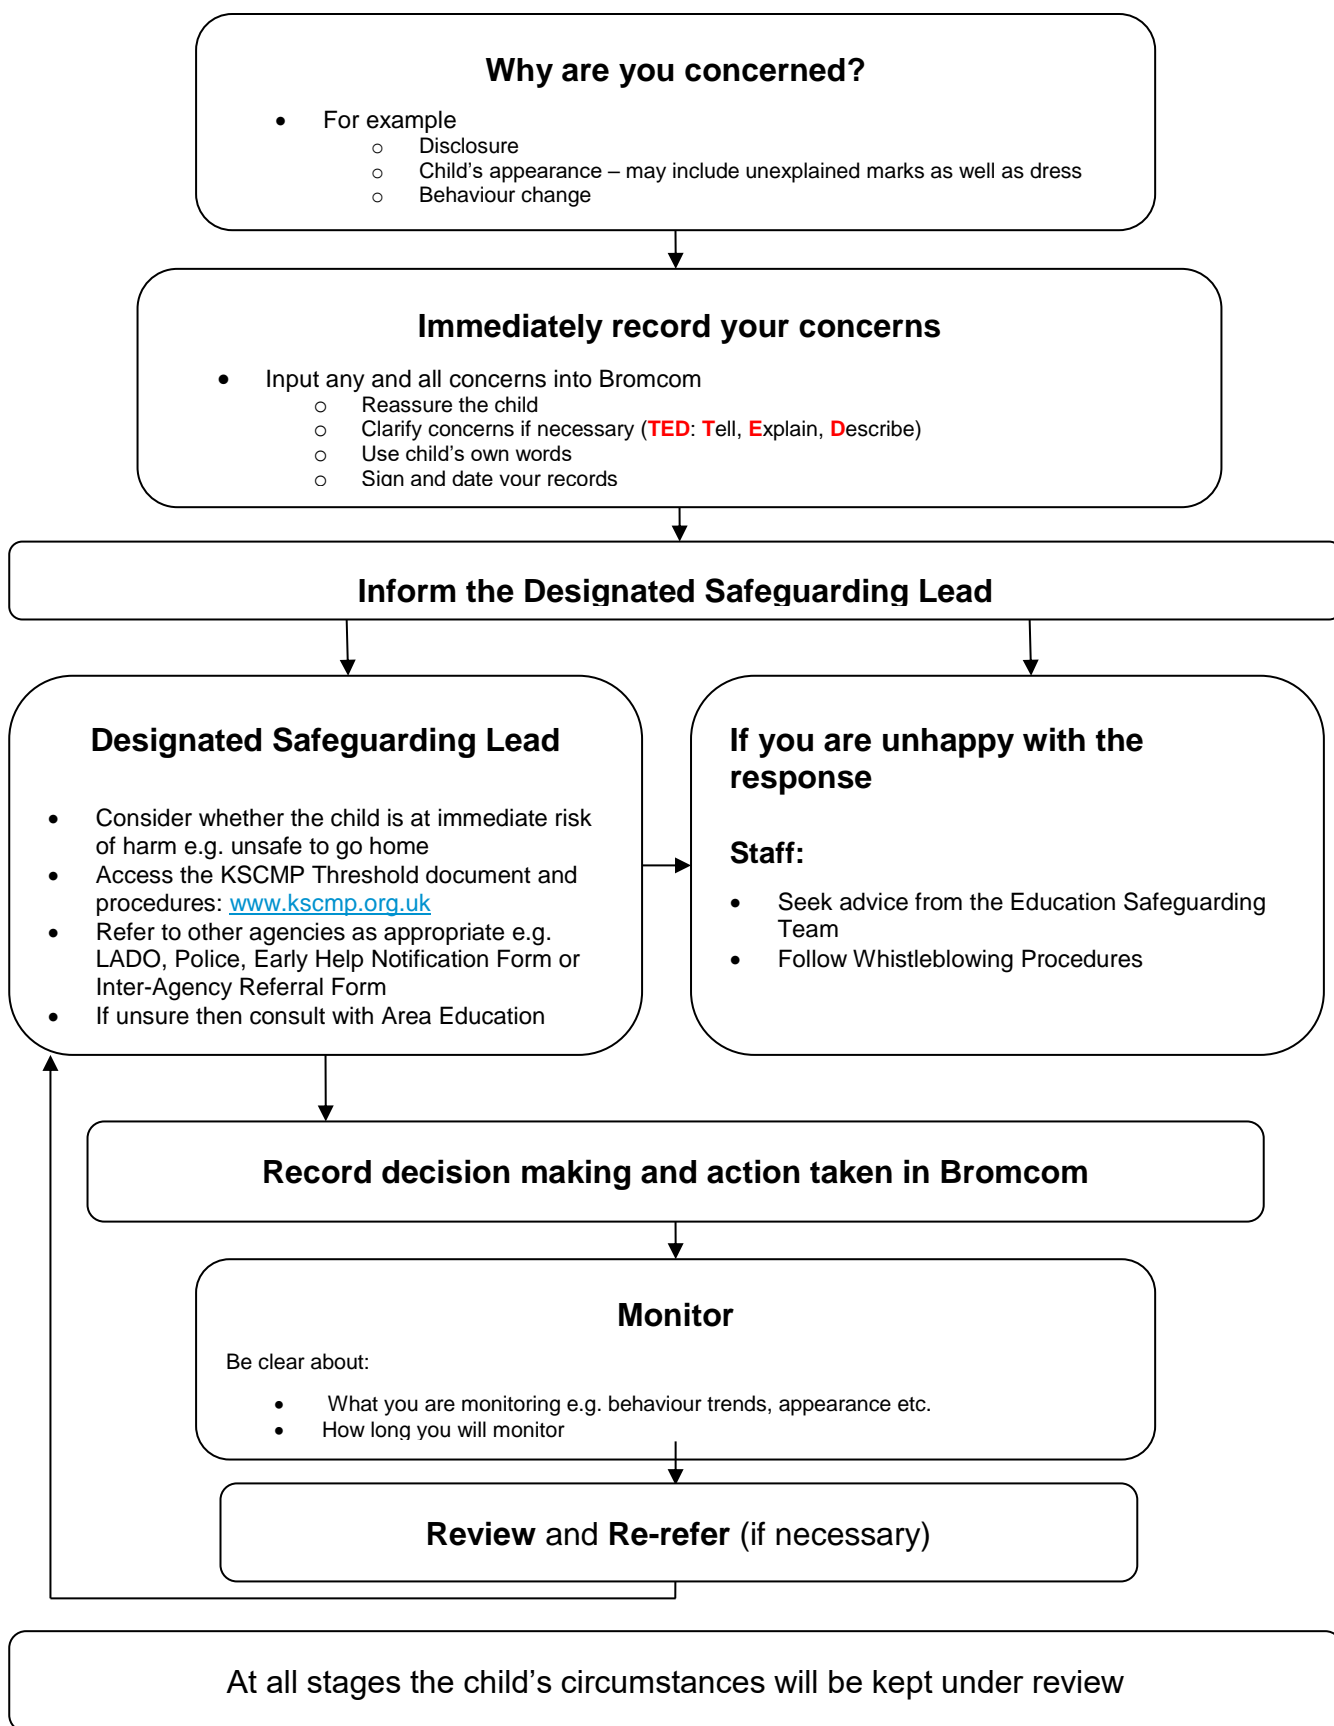 Why are you concerned?
• For example
o Disclosure
o Child’s appearance – may include unexplained marks as well as dress
o Behaviour change
Immediately record your concerns
• Input any and all concerns into Bromcom
o Reassure the child
o Clarify concerns if necessary (TED: Tell, Explain, Describe)
o Use child’s own words
o Sign and date your records
Inform the Designated Safeguarding Lead
Designated Safeguarding Lead
• Consider whether the child is at immediate risk
of harm e.g. unsafe to go home
• Access the KSCMP Threshold document and
procedures: www.kscmp.org.uk
• Refer to other agencies as appropriate e.g.
LADO, Police, Early Help Notification Form or
Inter-Agency Referral Form
• If unsure then consult with Area Education
If you are unhappy with the
response
Staff:
• Seek advice from the Education Safeguarding
Team
• Follow Whistleblowing Procedures
Record decision making and action taken in Bromcom
Monitor
Be clear about:
• What you are monitoring e.g. behaviour trends, appearance etc.
• How long you will monitor
Review and Re-refer (if necessary)
At all stages the child’s circumstances will be kept under review